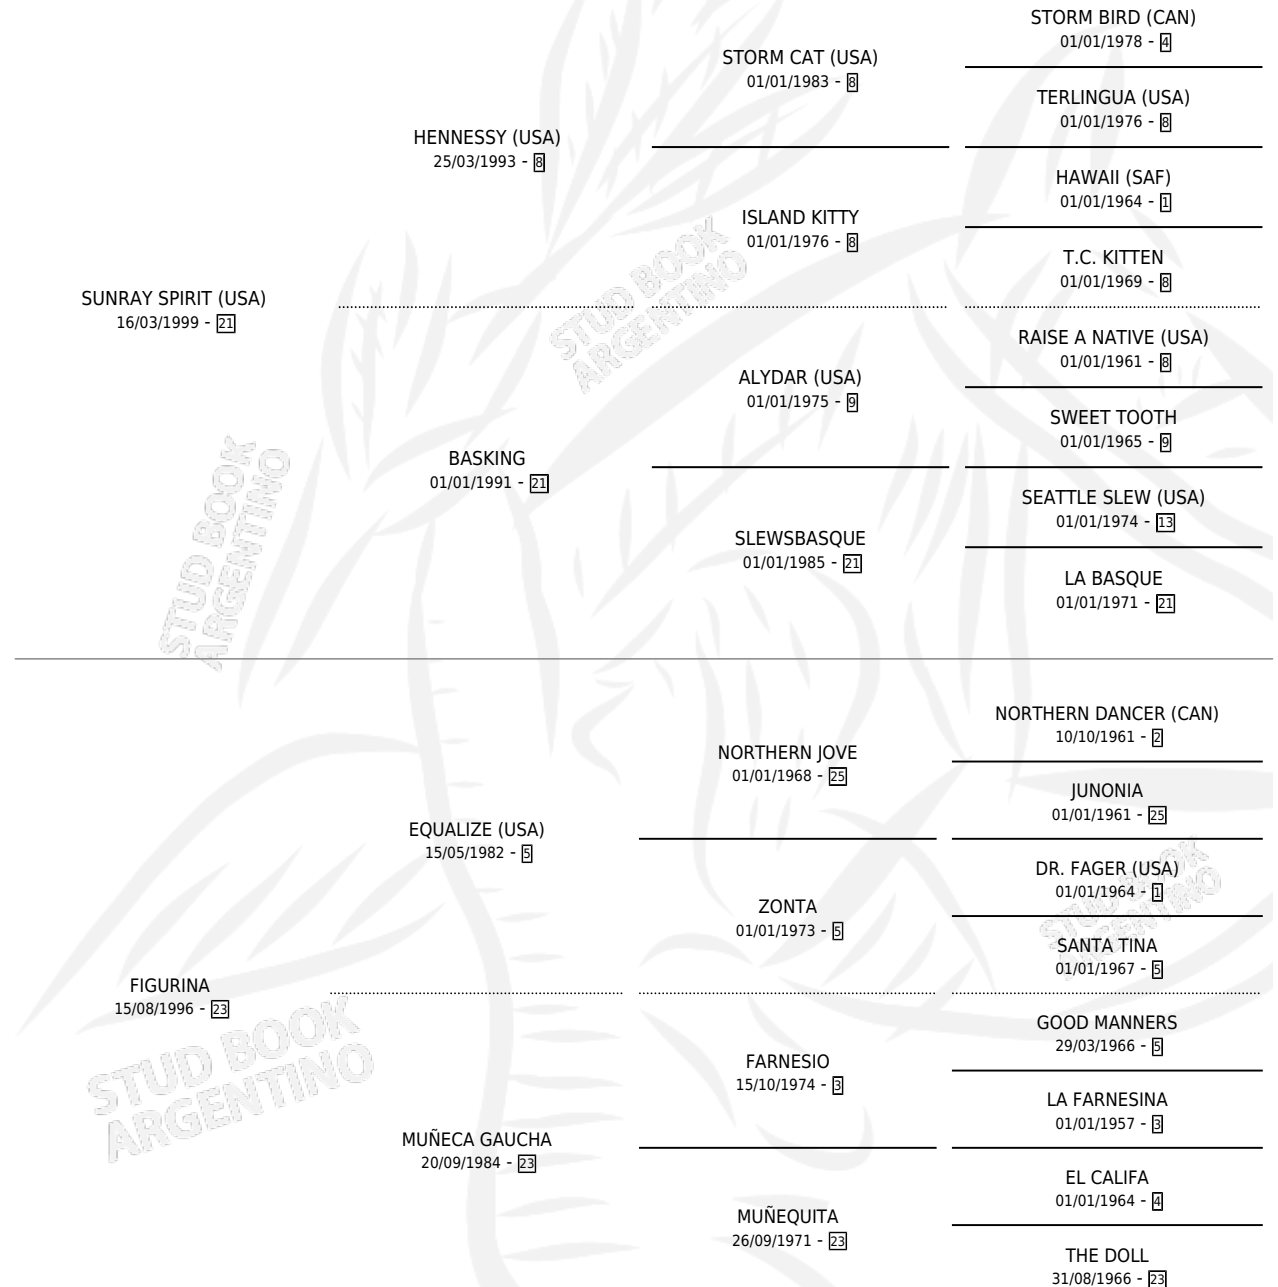 STORM BIRD (CAN)
01/01/1978 - 4
STORM CAT (USA)
01/01/1983 - 8
TERLINGUA (USA)
01/01/1976 - 8
HENNESSY (USA)
25/03/1993 - 8
HAWAII (SAF)
01/01/1964 - 1
ISLAND KITTY
01/01/1976 - 8
T.C. KITTEN
01/01/1969 - 8
SUNRAY SPIRIT (USA)
16/03/1999 - 21
RAISE A NATIVE (USA)
01/01/1961 - 8
ALYDAR (USA)
01/01/1975 - 9
SWEET TOOTH
01/01/1965 - 9
BASKING
01/01/1991 - 21
SEATTLE SLEW (USA)
01/01/1974 - 13
SLEWSBASQUE
01/01/1985 - 21
LA BASQUE
01/01/1971 - 21
NORTHERN DANCER (CAN)
10/10/1961 - 2
NORTHERN JOVE
01/01/1968 - 25
JUNONIA
01/01/1961 - 25
EQUALIZE (USA)
15/05/1982 - 5
DR. FAGER (USA)
01/01/1964 - 1
ZONTA
01/01/1973 - 5
SANTA TINA
01/01/1967 - 5
FIGURINA
15/08/1996 - 23
GOOD MANNERS
29/03/1966 - 5
FARNESIO
15/10/1974 - 3
LA FARNESINA
01/01/1957 - 3
MUÑECA GAUCHA
20/09/1984 - 23
EL CALIFA
01/01/1964 - 4
MUÑEQUITA
26/09/1971 - 23
THE DOLL
31/08/1966 - 23
STUD BOOK
ARGENTINO
STUD BOOK
ARGENTINO
STUD BOOK
ARGENTINO
STUD BOOK
ARGENTINO